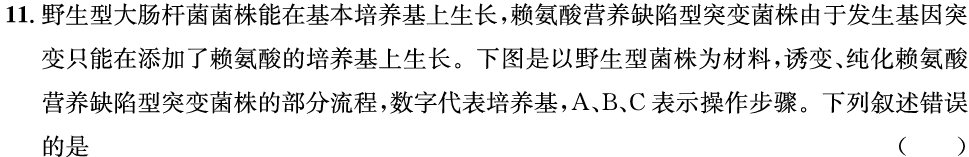 11. 野生型大肠杆菌菌株能在基本培养基上生长,赖氨酸营养缺陷型突变菌株由于发生基因突
变只能在添加了赖氨酸的培养基上生长。下图是以野生型菌株为材料,诱变、纯化赖氨酸
营养缺陷型突变菌株的部分流程,数字代表培养基,A、B、C 表示操作步骤。下列叙述错误
的是 (  )